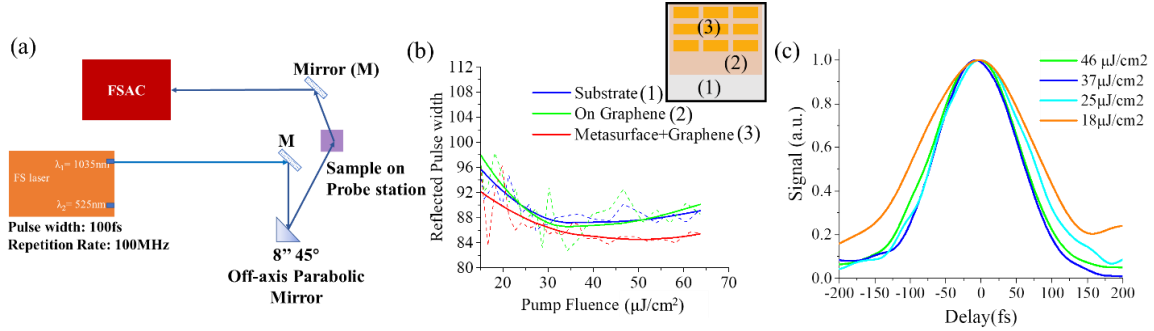 (a)
FSAC
Mirror (M)
M
λ₁= 1035nm
FS laser
λ₂= 525nm
Sample on
Probe station
Pulse width: 100fs
Repetition Rate: 100MHz
8” 45°
Off-axis Parabolic
Mirror
(b)
(3)
(2)
(1)
Substrate (1)
On Graphene (2)
Metasurface+Graphene (3)
Reflected Pulse width
112
108
104
100
96
92
88
84
80
20
30
40
50
60
70
Pump Fluence (μJ/cm²)
(c)
46 μJ/cm2
37μJ/cm2
25μJ/cm2
18μJ/cm2
Signal (a.u.)
1.0
0.8
0.6
0.4
0.2
0.0
-200 -150 -100 -50 0 50 100 150 200
Delay(fs)